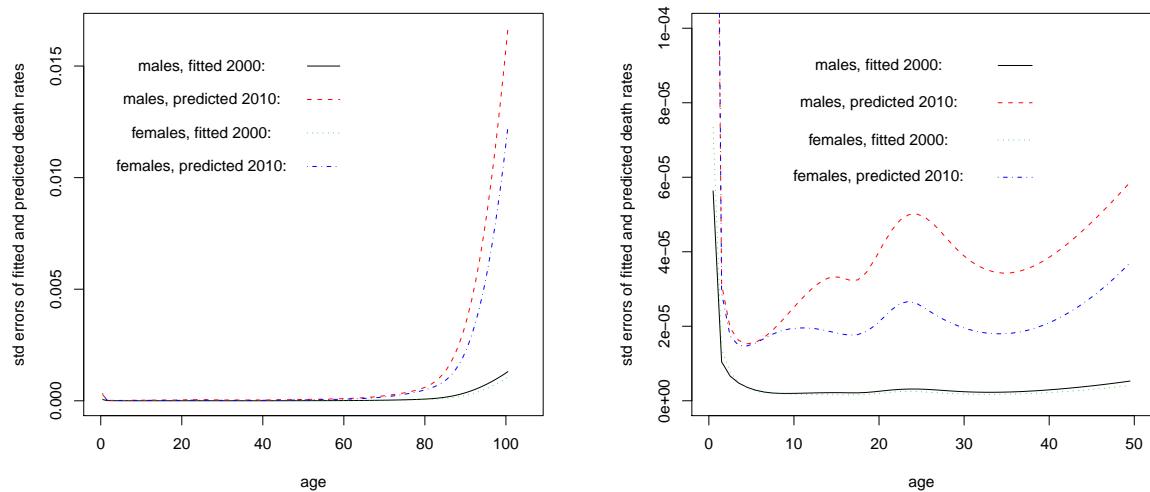 std errors of fitted and predicted death rates
0.015
0.010
0.005
0.000
males, fitted 2000:
males, predicted 2010:
females, fitted 2000:
females, predicted 2010:
0 20 40 60 80 100
age
std errors of fitted and predicted death rates
1e-04
8e-05
6e-05
4e-05
2e-05
0e+00
males, fitted 2000:
males, predicted 2010:
females, fitted 2000:
females, predicted 2010:
0 10 20 30 40 50
age